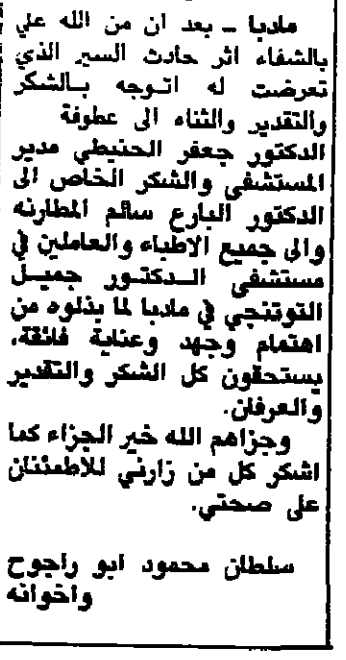 مادبا ـ بعد ان من الله علي
بالشفاء اثر حادث السير الذي
تعرضت له اتوجه بالشكر
والتقدير والثناء الى عطوفة
الدكتور جعفر الحنيطي مدير
المستشفى والشكر الخاص الى
الدكتور البارع سالم المطارنه
والى جميع الاطباء والعاملين في
مستشفى الدكتور جميل
التوتنجي في مادبا لما بذلوه من
اهتمام وجهد وعناية فائقة،
يستحقون كل الشكر والتقدير
والعرفان.
وجزاهم الله خير الجزاء كما
اشكر كل من زارني للأطمئنان
على صحتي.
سلطان محمود ابو راجوح
واخوانه